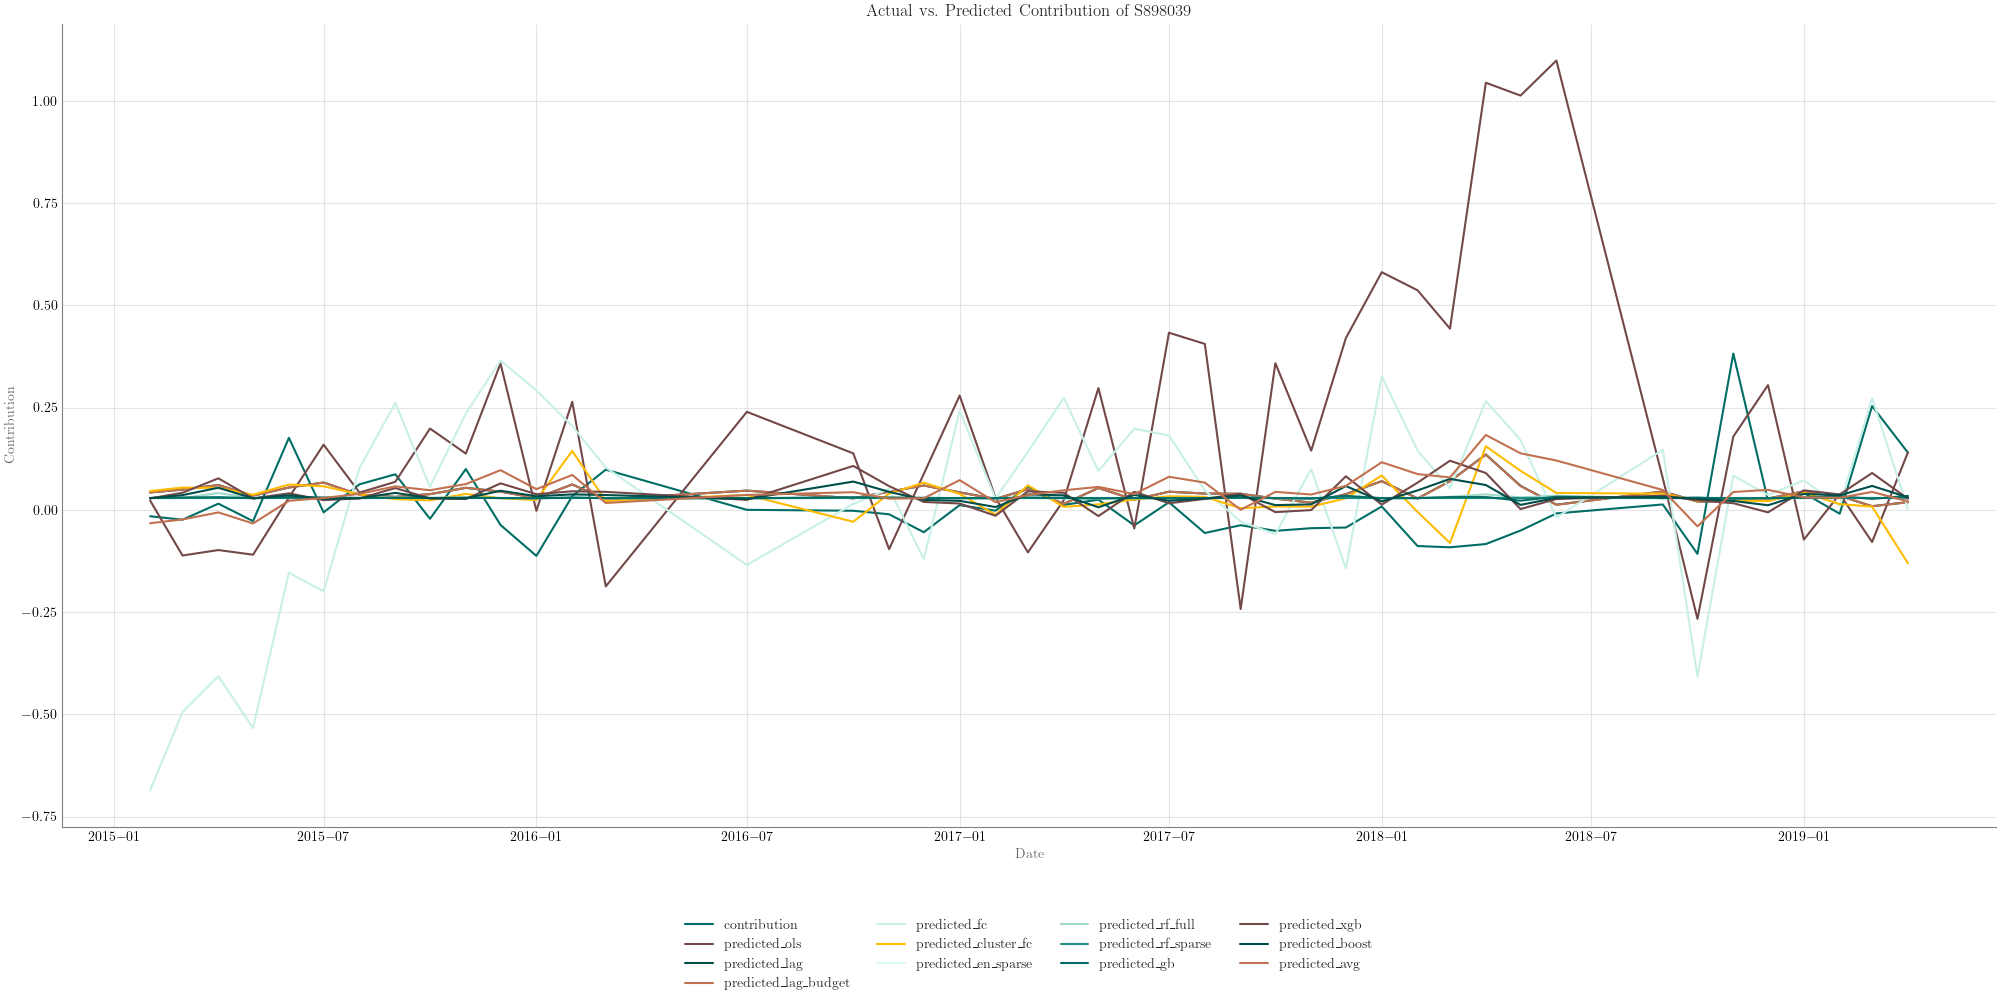 Actual vs. Predicted Contribution of S898039
1.00
0.75
0.50
0.25
0.00
−0.25
−0.50
−0.75
Contribution
2015−01 2015−07 2016−01 2016−07 2017−01 2017−07 2018−01 2018−07 2019−01
Date
contribution predicted_fc predicted_rf_full predicted_xgb
predicted_ols predicted_cluster_fc predicted_rf_sparse predicted_boost
predicted_lag predicted_en_sparse predicted_gb predicted_avg
predicted_lag_budget